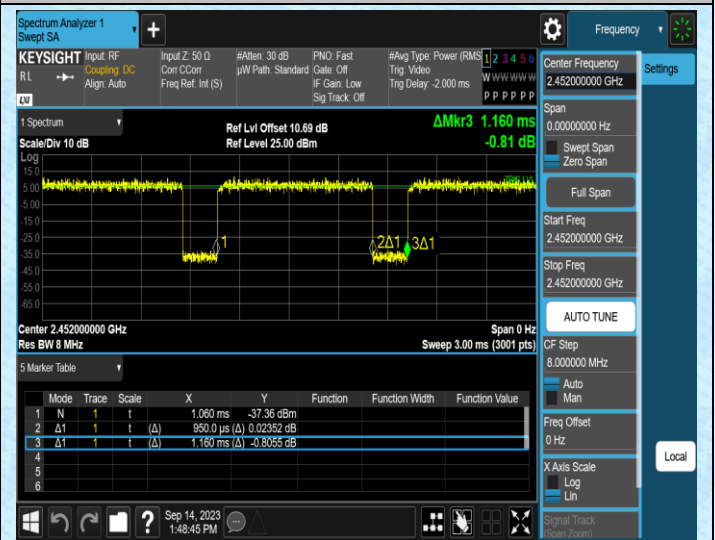 Spectrum Analyzer 1
Swept SA
+
Frequency
KEYSIGHT Input: RF Input Z: 50 Ω #Atten: 30 dB PNO: Fast #Avg Type: Power (RMS 1 2 3 4 5 6
RL Coupling: DC Corr CCorr µW Path: Standard Gate: Off Trig: Video W W W W W W
Align: Auto Freq Ref: Int (S) IF Gain: Low Trig Delay: -2.000 ms
Sig Track: Off P P P P P P
LXI
Center Frequency
2.452000000 GHz
Settings
1 Spectrum
Ref Lvl Offset 10.69 dB
ΔMkr3 1.160 ms
Scale/Div 10 dB
Ref Level 25.00 dBm
-0.81 dB
Log
15.0
5.00
-5.00
-15.0
-25.0
-35.0
-45.0
-55.0
-65.0
1
2Δ1
3Δ1
Center 2.452000000 GHz
Span 0 Hz
Res BW 8 MHz
Sweep 3.00 ms (3001 pts)
Span
0.00000000 Hz
Swept Span
Zero Span
Full Span
Start Freq
2.452000000 GHz
Stop Freq
2.452000000 GHz
AUTO TUNE
CF Step
8.000000 MHz
Auto
Man
Freq Offset
0 Hz
X Axis Scale
Log
Lin
Signal Track
(Span Zoom)
Local
5 Marker Table
Mode Trace Scale X Y Function Function Width Function Value
1 N 1 t 1.060 ms -37.36 dBm
2 Δ1 1 t (Δ) 950.0 µs (Δ) 0.02352 dB
3 Δ1 1 t (Δ) 1.160 ms (Δ) -0.8055 dB
4
5
6
?
Sep 14, 2023
1:48:45 PM